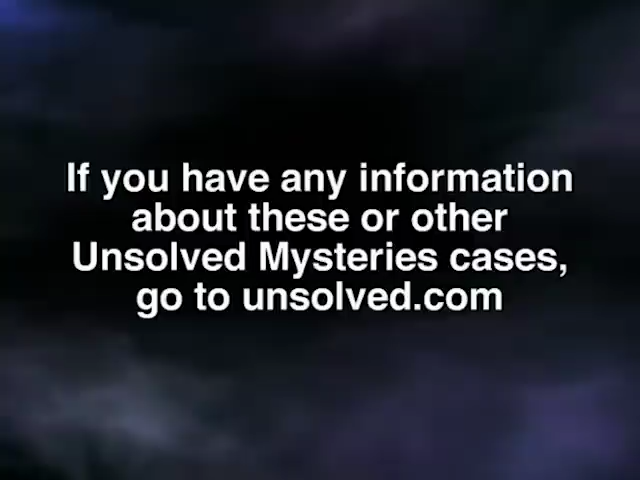 If you have any information
about these or other
Unsolved Mysteries cases,
go to unsolved.com